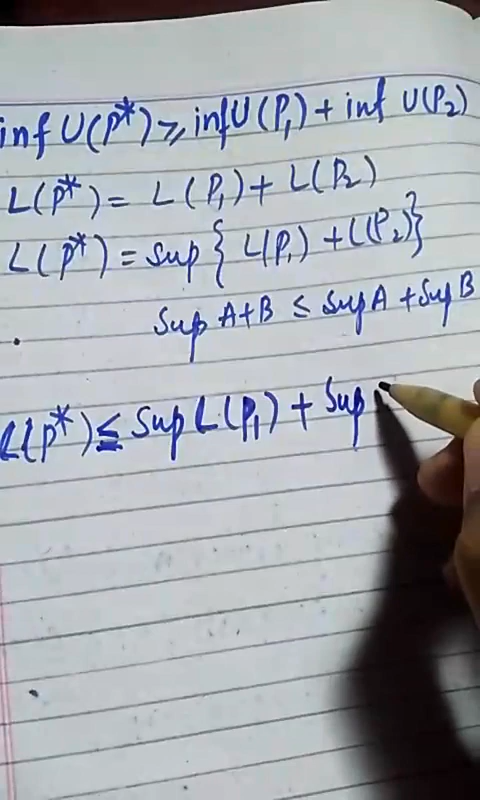 inf U(P*) ⩾ inf U(P₁) + inf U(P₂)
L(P*) = L(P₁) + L(P₂)
L(P*) = Sup { L(P₁) + L(P₂) }
Sup A+B ≤ Sup A + Sup B
L(P*) ≤ Sup L(P₁) + Sup